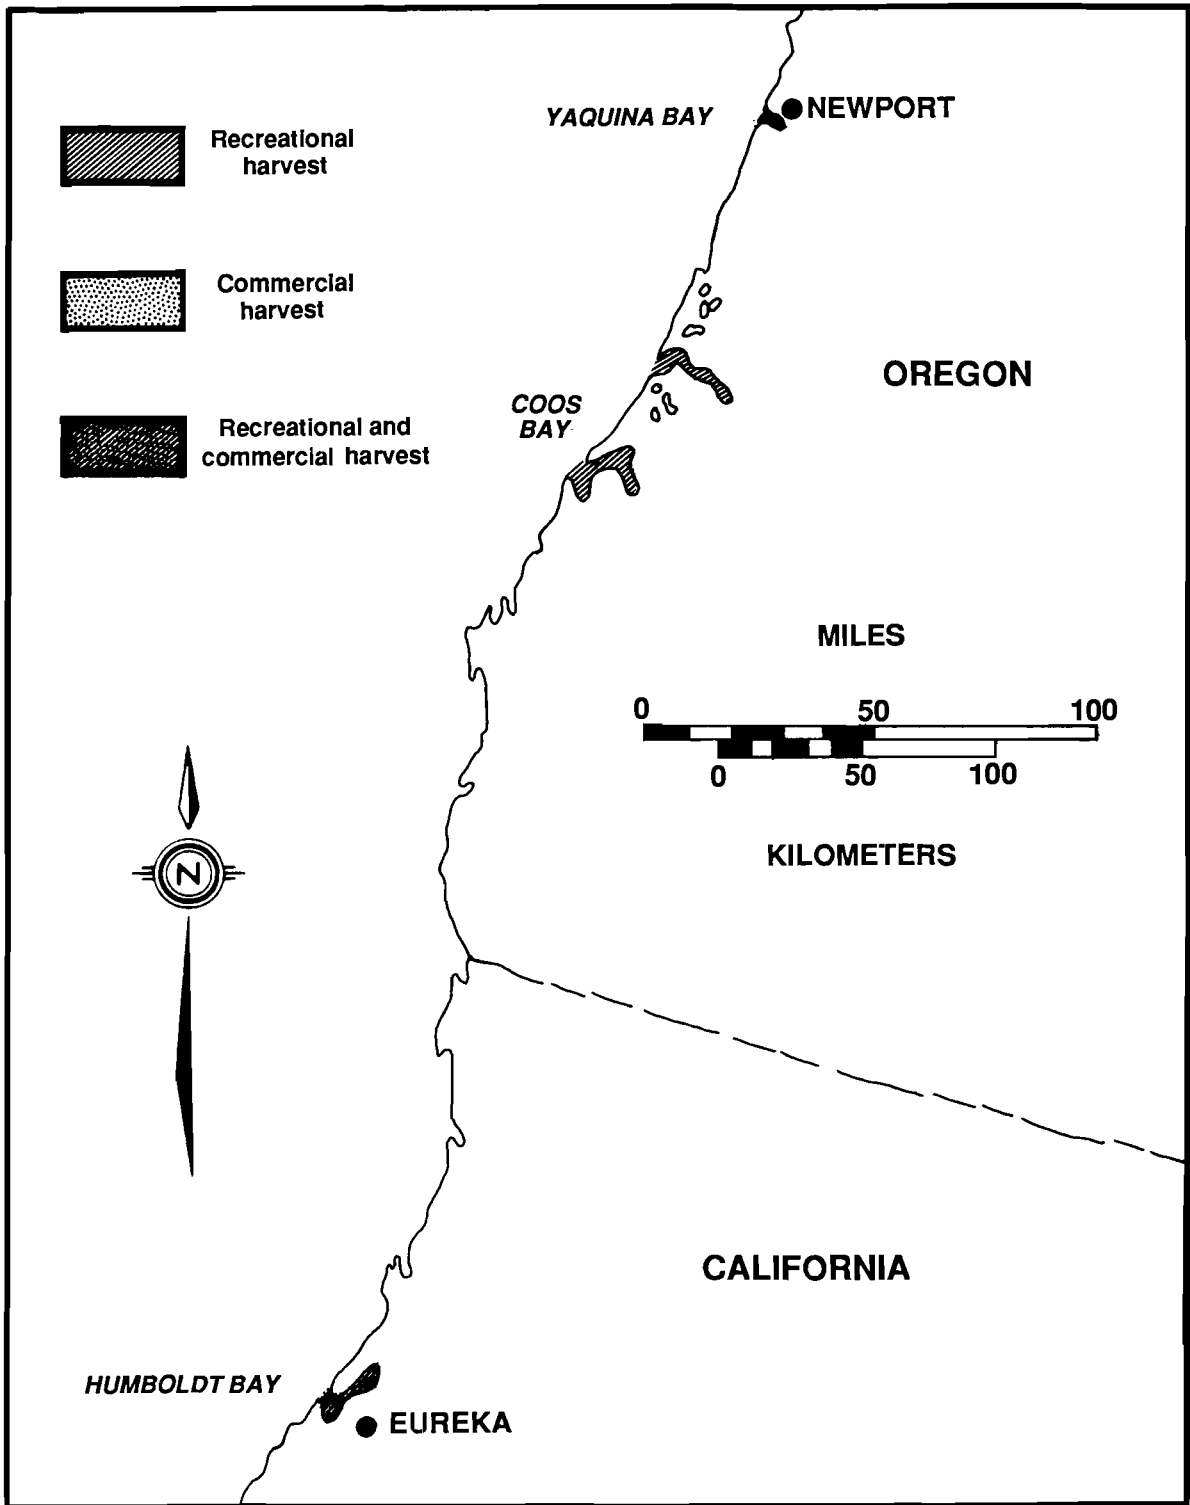 YAQUINA BAY
NEWPORT
Recreational
harvest
Commercial
harvest
OREGON
COOS
BAY
Recreational and
commercial harvest
MILES
0 50 100
0 50 100
KILOMETERS
N
CALIFORNIA
HUMBOLDT BAY
EUREKA